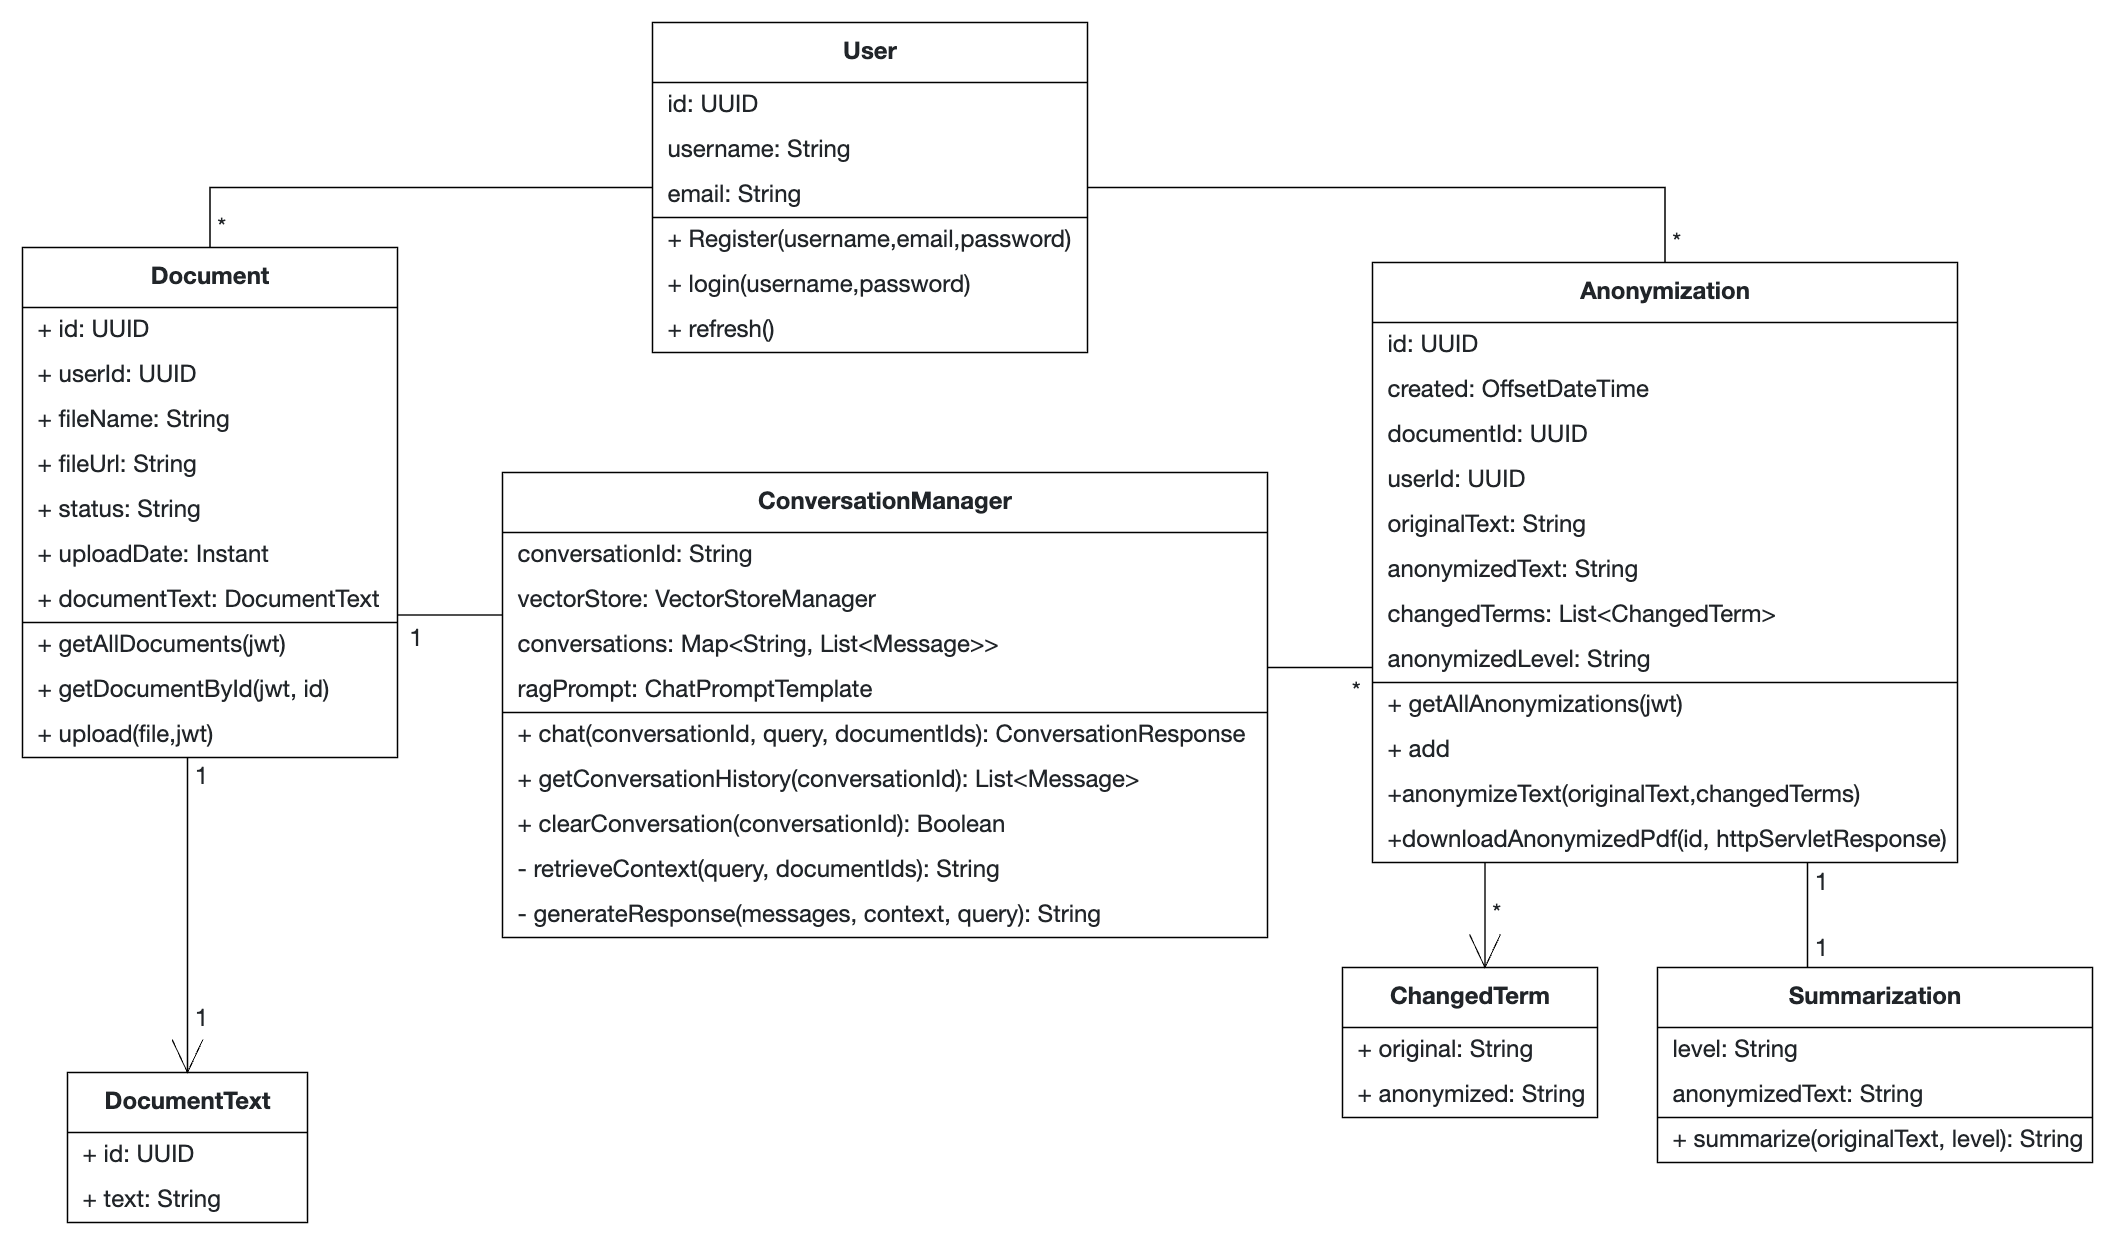 User
id: UUID
username: String
email: String
+ Register(username,email,password)
+ login(username,password)
+ refresh()
*
*
Document
+ id: UUID
+ userId: UUID
+ fileName: String
+ fileUrl: String
+ status: String
+ uploadDate: Instant
+ documentText: DocumentText
+ getAllDocuments(jwt)
+ getDocumentById(jwt, id)
+ upload(file,jwt)
1
1
1
DocumentText
+ id: UUID
+ text: String
ConversationManager
conversationId: String
vectorStore: VectorStoreManager
conversations: Map<String, List<Message>>
ragPrompt: ChatPromptTemplate
+ chat(conversationId, query, documentIds): ConversationResponse
+ getConversationHistory(conversationId): List<Message>
+ clearConversation(conversationId): Boolean
- retrieveContext(query, documentIds): String
- generateResponse(messages, context, query): String
*
Anonymization
id: UUID
created: OffsetDateTime
documentId: UUID
userId: UUID
originalText: String
anonymizedText: String
changedTerms: List<ChangedTerm>
anonymizedLevel: String
+ getAllAnonymizations(jwt)
+ add
+anonymizeText(originalText,changedTerms)
+downloadAnonymizedPdf(id, httpServletResponse)
*
1
1
ChangedTerm
+ original: String
+ anonymized: String
Summarization
level: String
anonymizedText: String
+ summarize(originalText, level): String